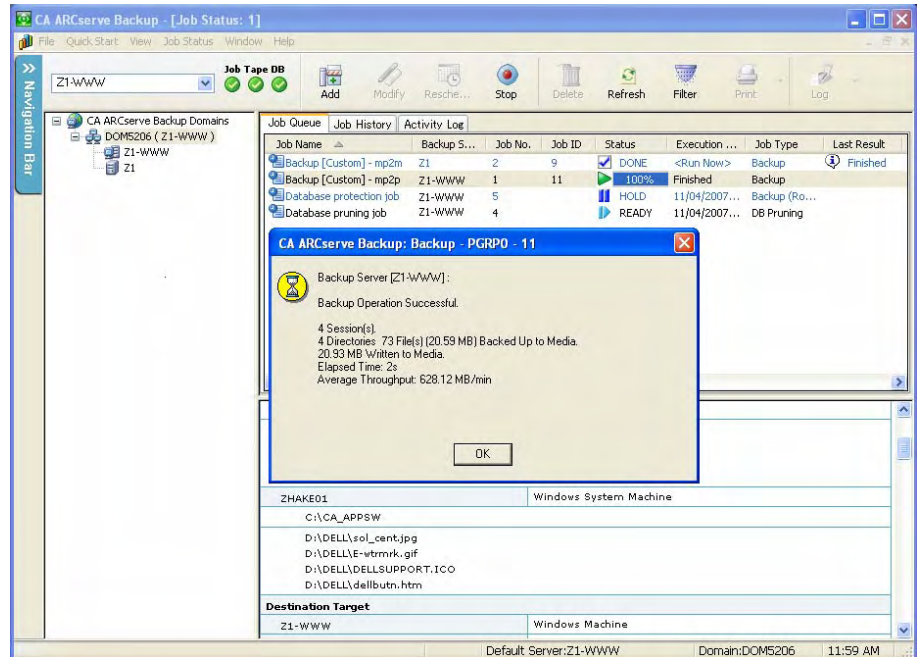 CA ARCserve Backup - [Job Status: 1]
File Quick Start View Job Status Window Help
Navigation Bar
Z1-WWW
Job Tape DB
Add Modify Resche... Stop Delete Refresh Filter Print Log
CA ARCserve Backup Domains
DOM5206 ( Z1-WWW )
Z1-WWW
Z1
Job Queue Job History Activity Log
Job Name Backup S... Job No. Job ID Status Execution ... Job Type Last Result
Backup [Custom] - mp2m Z1 2 9 DONE <Run Now> Backup Finished
Backup [Custom] - mp2p Z1-WWW 1 11 100% Finished Backup
Database protection job Z1-WWW 5 HOLD 11/04/2007... Backup (Ro...
Database pruning job Z1-WWW 4 READY 11/04/2007... DB Pruning
CA ARCserve Backup: Backup - PGRP0 - 11
Backup Server [Z1-WWW] :
Backup Operation Successful.
4 Session(s).
4 Directories 73 File(s) (20.59 MB) Backed Up to Media.
20.93 MB Written to Media.
Elapsed Time: 2s
Average Throughput: 628.12 MB/min
OK
ZHAKE01 Windows System Machine
C:\CA_APPSW
D:\DELL\sol_cent.jpg
D:\DELL\E-wtrmrk.gif
D:\DELL\DELLSUPPORT.ICO
D:\DELL\dellbutn.htm
Destination Target
Z1-WWW Windows Machine
Default Server:Z1-WWW Domain:DOM5206 11:59 AM